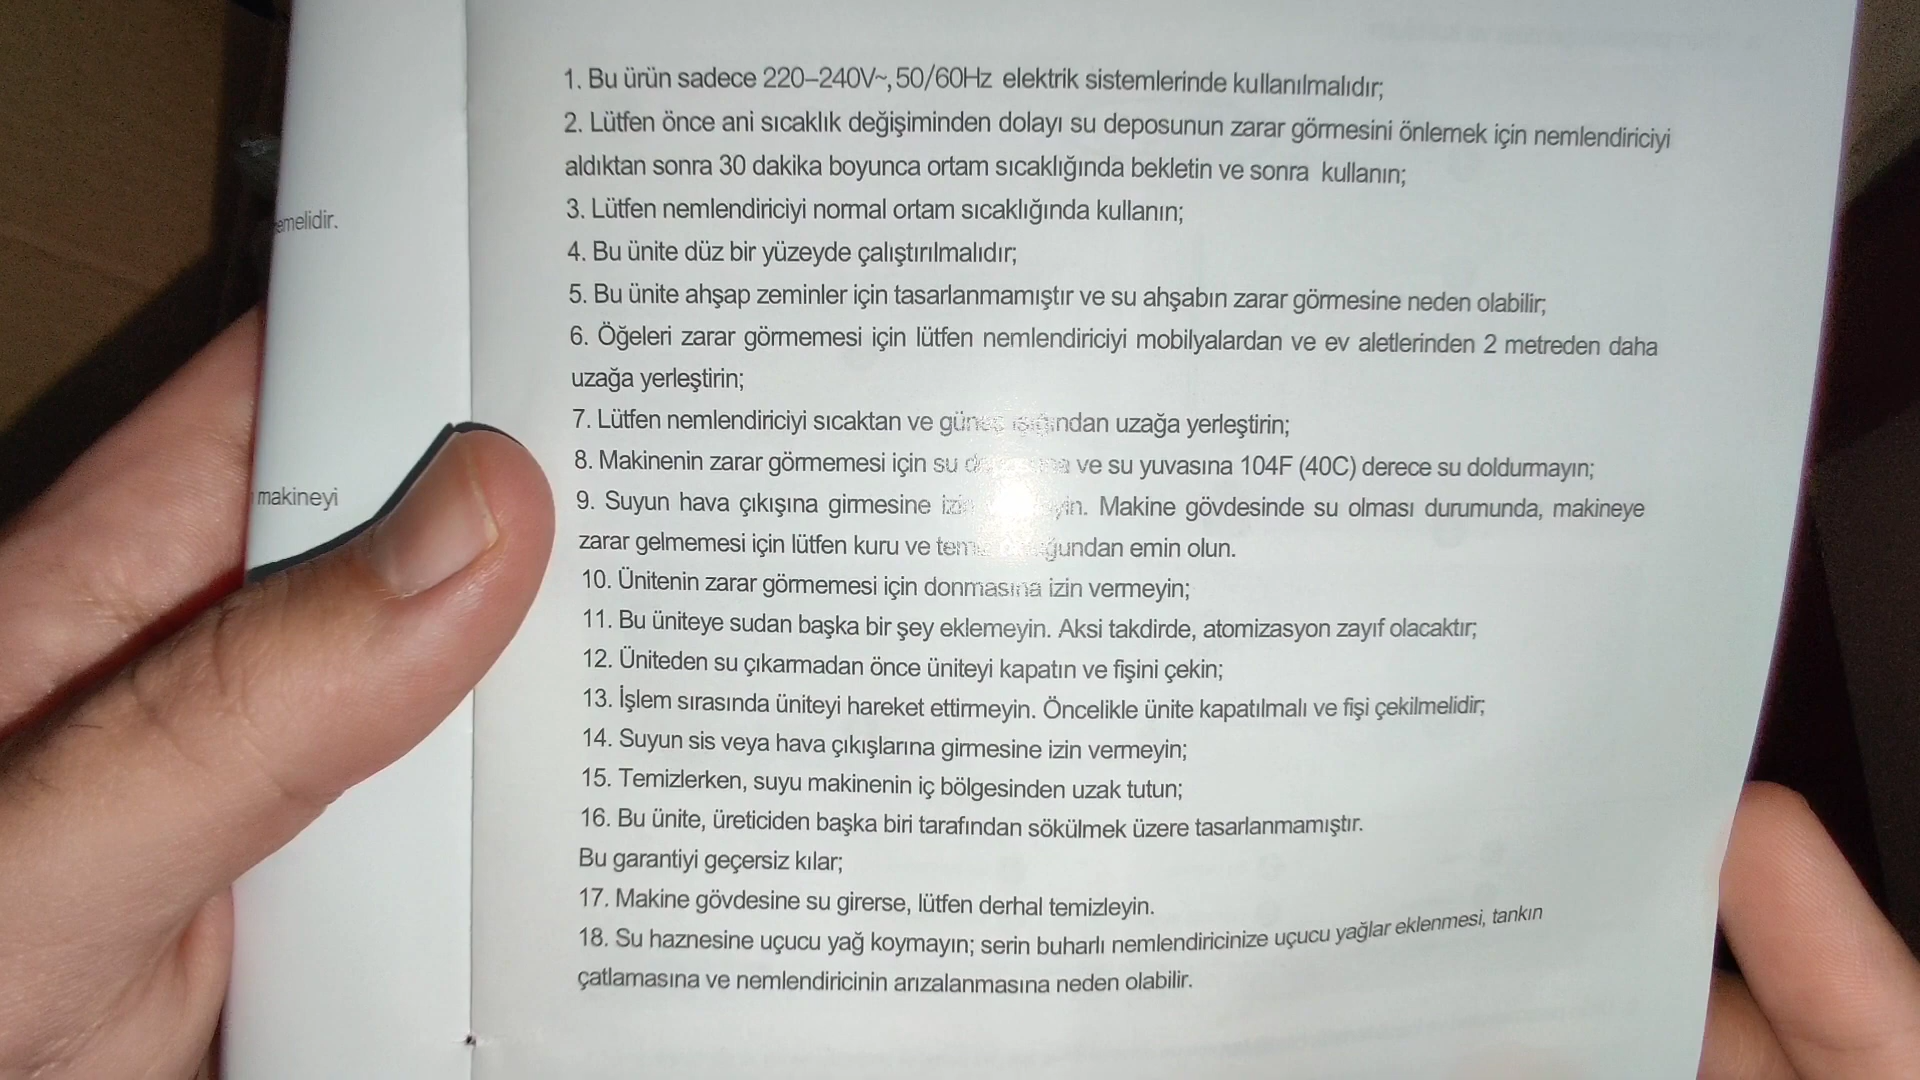 emelidir.
makineyi
1. Bu ürün sadece 220–240V~, 50/60Hz elektrik sistemlerinde kullanılmalıdır;
2. Lütfen önce ani sıcaklık değişiminden dolayı su deposunun zarar görmesini önlemek için nemlendiriciyi
aldıktan sonra 30 dakika boyunca ortam sıcaklığında bekletin ve sonra kullanın;
3. Lütfen nemlendiriciyi normal ortam sıcaklığında kullanın;
4. Bu ünite düz bir yüzeyde çalıştırılmalıdır;
5. Bu ünite ahşap zeminler için tasarlanmamıştır ve su ahşabın zarar görmesine neden olabilir;
6. Öğeleri zarar görmemesi için lütfen nemlendiriciyi mobilyalardan ve ev aletlerinden 2 metreden daha
uzağa yerleştirin;
7. Lütfen nemlendiriciyi sıcaktan ve güneş ışığından uzağa yerleştirin;
8. Makinenin zarar görmemesi için su ve su yuvasına 104F (40C) derece su doldurmayın;
9. Suyun hava çıkışına girmesine izin Makine gövdesinde su olması durumunda, makineye
zarar gelmemesi için lütfen kuru ve emin olun.
10. Ünitenin zarar görmemesi için donmasına izin vermeyin;
11. Bu üniteye sudan başka bir şey eklemeyin. Aksi takdirde, atomizasyon zayıf olacaktır;
12. Üniteden su çıkarmadan önce üniteyi kapatın ve fişini çekin;
13. İşlem sırasında üniteyi hareket ettirmeyin. Öncelikle ünite kapatılmalı ve fişi çekilmelidir;
14. Suyun sis veya hava çıkışlarına girmesine izin vermeyin;
15. Temizlerken, suyu makinenin iç bölgesinden uzak tutun;
16. Bu ünite, üreticiden başka biri tarafından sökülmek üzere tasarlanmamıştır.
Bu garantiyi geçersiz kılar;
17. Makine gövdesine su girerse, lütfen derhal temizleyin.
18. Su haznesine uçucu yağ koymayın; serin buharlı nemlendiricinize uçucu yağlar eklenmesi, tankın
çatlamasına ve nemlendiricinin arızalanmasına neden olabilir.